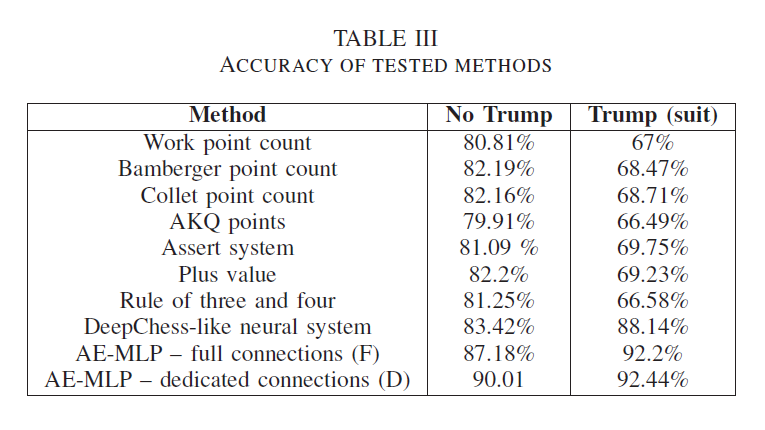 TABLE III
ACCURACY OF TESTED METHODS
Method No Trump Trump (suit)
Work point count 80.81% 67%
Bamberger point count 82.19% 68.47%
Collet point count 82.16% 68.71%
AKQ points 79.91% 66.49%
Assert system 81.09 % 69.75%
Plus value 82.2% 69.23%
Rule of three and four 81.25% 66.58%
DeepChess-like neural system 83.42% 88.14%
AE-MLP – full connections (F) 87.18% 92.2%
AE-MLP – dedicated connections (D) 90.01 92.44%